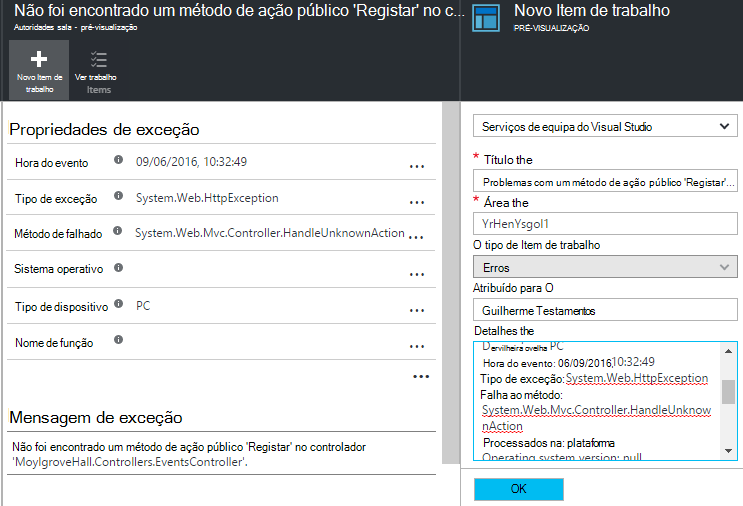 Não foi encontrado um método de ação público 'Registar' no c...
Autoridades sala - pré-visualização
Novo Item de
trabalho
Ver trabalho
Items
Propriedades de exceção
Hora do evento 09/06/2016, 10:32:49 ...
Tipo de exceção System.Web.HttpException ...
Método de falhado System.Web.Mvc.Controller.HandleUnknownAction ...
Sistema operativo ...
Tipo de dispositivo PC ...
Nome de função ...
...
Mensagem de exceção
Não foi encontrado um método de ação público 'Registar' no controlador
'MoylgroveHall.Controllers.EventsController'.
Novo Item de trabalho
PRÉ-VISUALIZAÇÃO
Serviços de equipa do Visual Studio
* Título the
Problemas com um método de ação público 'Registar'...
* Área the
YrHenYsgol1
O tipo de Item de trabalho
Erros
Atribuído para O
Guilherme Testamentos
Detalhes the
Dervilheira ovelha PC
Hora do evento: 06/09/2016,10:32:49
Tipo de exceção:System.Web.HttpException
Falha ao método:
System.Web.Mvc.Controller.HandleUnknow
nAction
Processados na: plataforma
Operating system version: null
OK